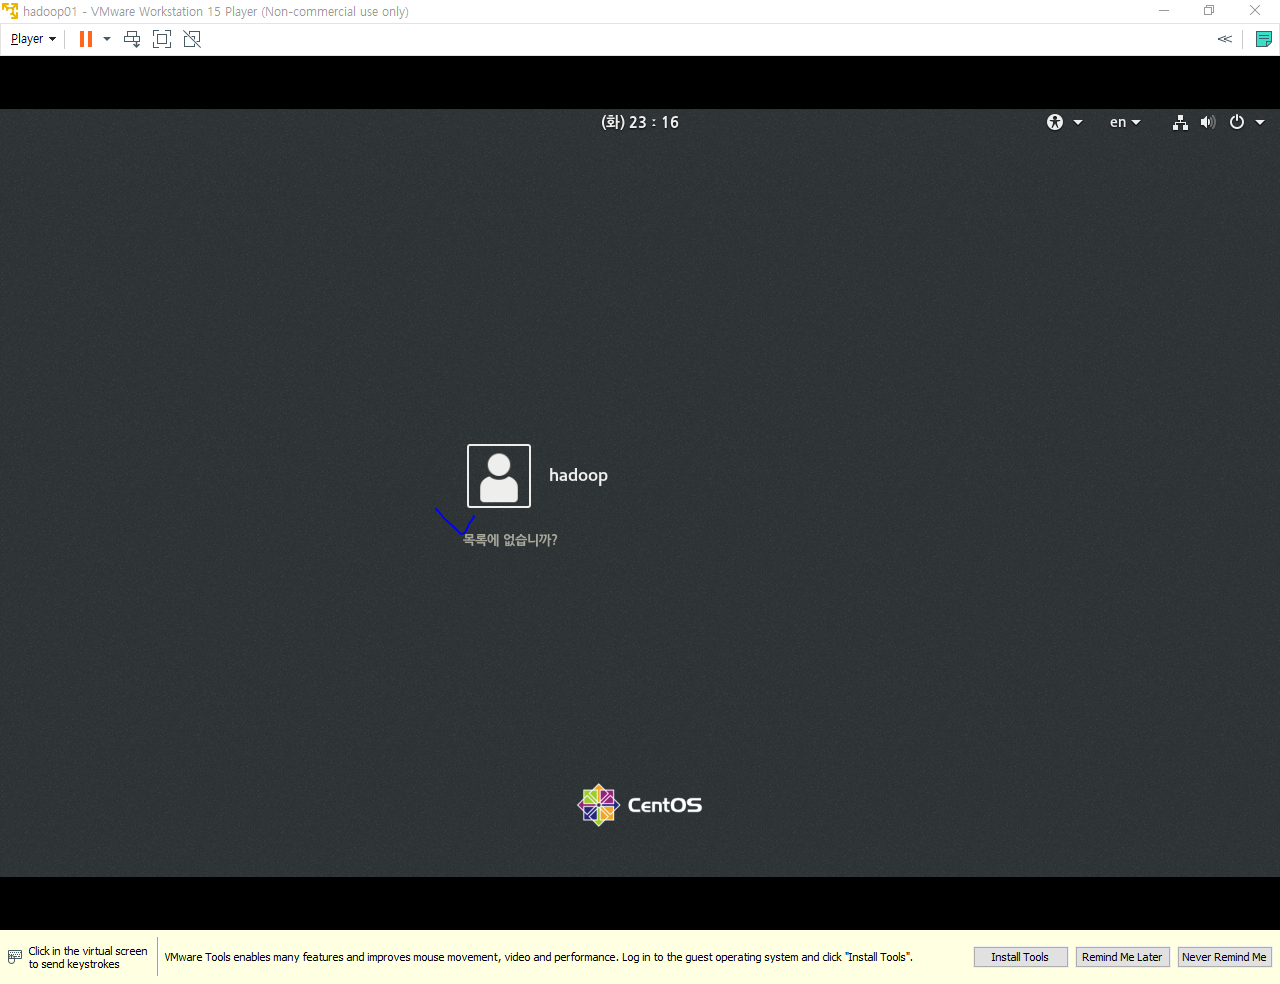 hadoop01 - VMware Workstation 15 Player (Non-commercial use only)
Player
(화) 23 : 16
en
hadoop
목록에 없습니까?
CentOS
Click in the virtual screen
to send keystrokes
VMware Tools enables many features and improves mouse movement, video and performance. Log in to the guest operating system and click "Install Tools".
Install Tools
Remind Me Later
Never Remind Me